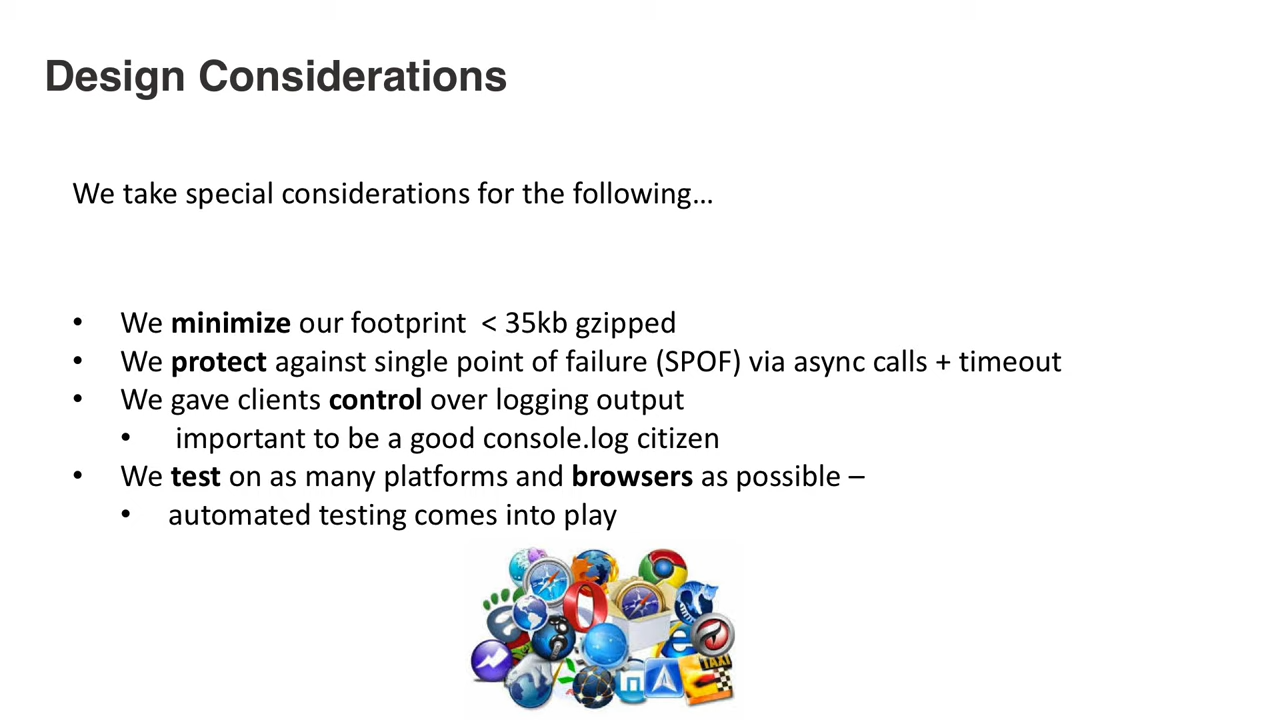 Design Considerations
We take special considerations for the following…
• We minimize our footprint < 35kb gzipped
• We protect against single point of failure (SPOF) via async calls + timeout
• We gave clients control over logging output
• important to be a good console.log citizen
• We test on as many platforms and browsers as possible –
• automated testing comes into play
TAXI